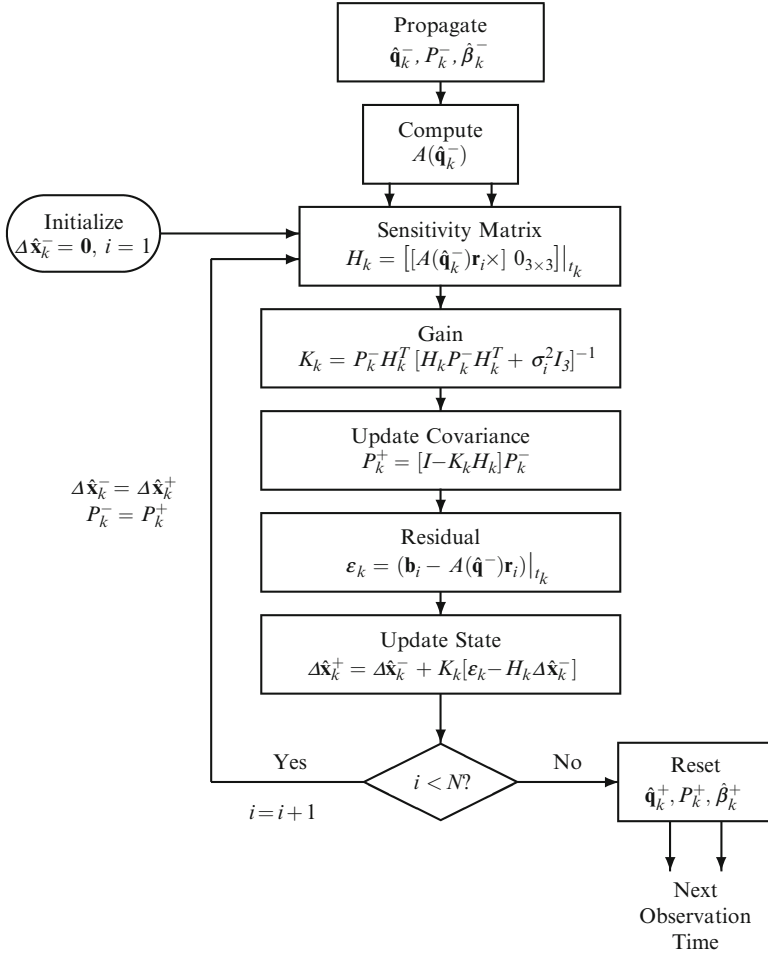 Propagate
q̂ₖ⁻, Pₖ⁻, β̂ₖ⁻
Compute
A(q̂ₖ⁻)
Initialize
Δx̂ₖ⁻ = 0, i = 1
Sensitivity Matrix
Hₖ = [[A(q̂ₖ⁻)rᵢ×] 0₃ₓ₃]|ₜₖ
Gain
Kₖ = Pₖ⁻Hₖᵀ[HₖPₖ⁻Hₖᵀ + σᵢ²I₃]⁻¹
Update Covariance
Pₖ⁺ = [I−KₖHₖ]Pₖ⁻
Δx̂ₖ⁻ = Δx̂ₖ⁺
Pₖ⁻ = Pₖ⁺
Residual
εₖ = (bᵢ − A(q̂⁻)rᵢ)|ₜₖ
Update State
Δx̂ₖ⁺ = Δx̂ₖ⁻ + Kₖ[εₖ−HₖΔx̂ₖ⁻]
Yes
i < N?
No
i = i + 1
Reset
q̂ₖ⁺, Pₖ⁺, β̂ₖ⁺
Next
Observation
Time